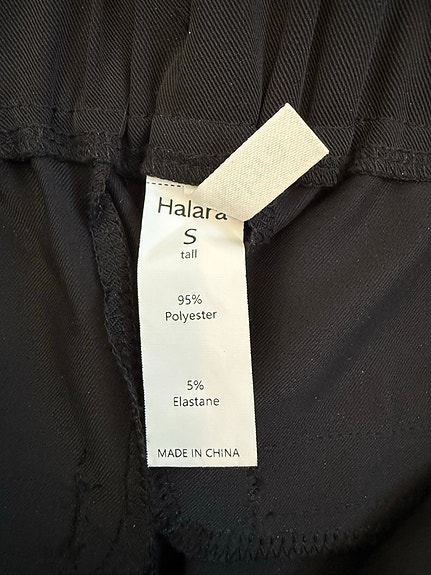 Halara
S
tall
95%
Polyester
5%
Elastane
MADE IN CHINA